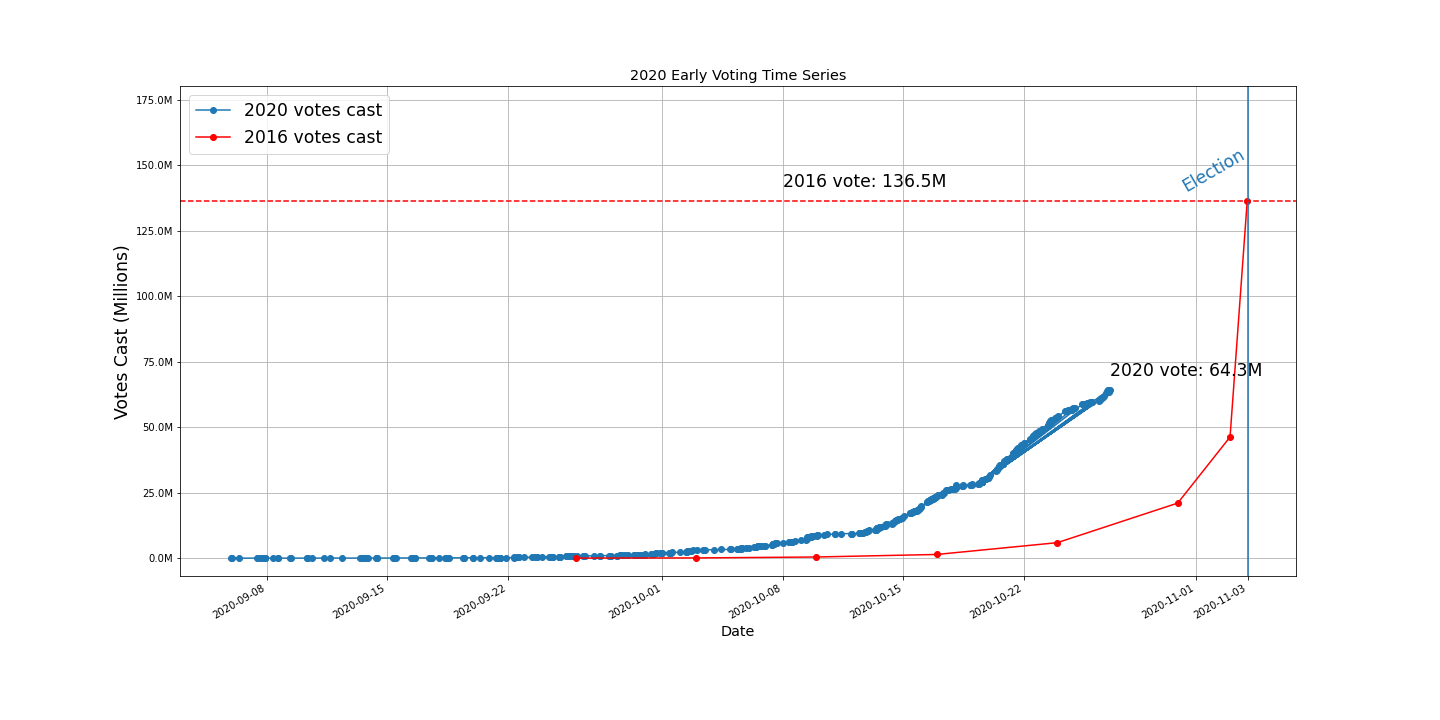 2020 Early Voting Time Series
175.0M
150.0M
125.0M
100.0M
75.0M
50.0M
25.0M
0.0M
Votes Cast (Millions)
2020 votes cast
2016 votes cast
2016 vote: 136.5M
Election
2020 vote: 64.3M
2020-09-08
2020-09-15
2020-09-22
2020-10-01
2020-10-08
2020-10-15
2020-10-22
2020-11-01
2020-11-03
Date